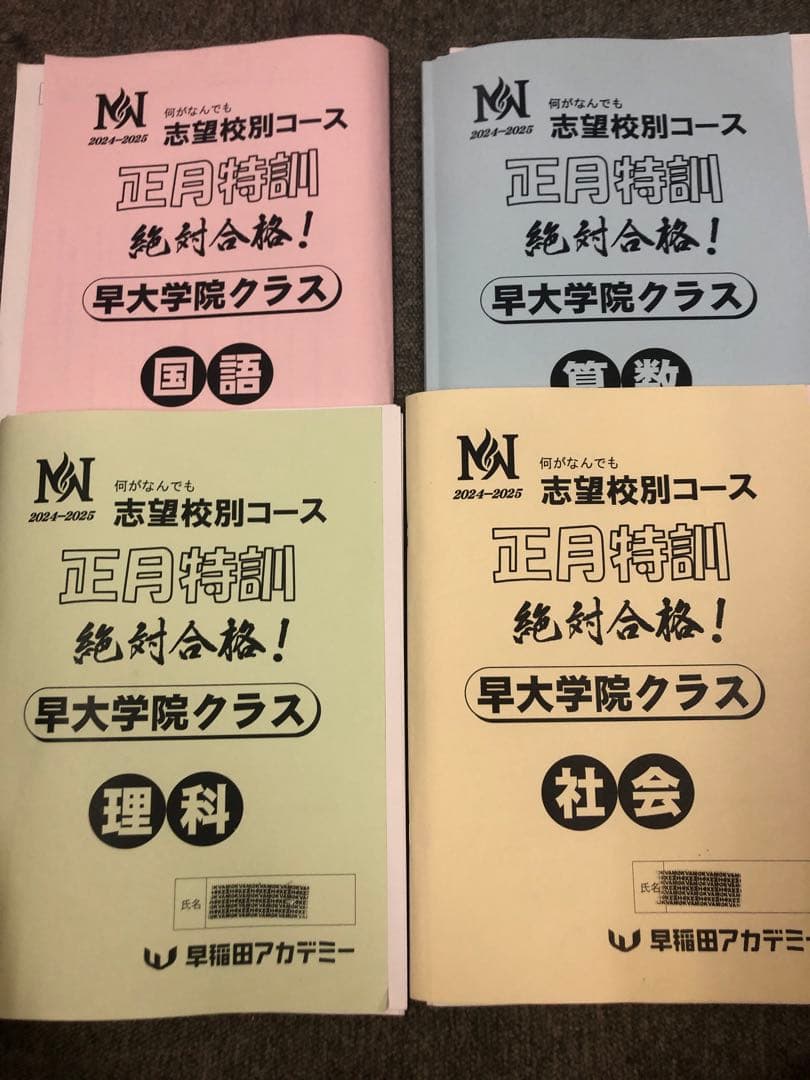 NN
2024-2025
何がなんでも
志望校別コース
正月特訓
絶対合格!
早大学院クラス
国語
NN
2024-2025
何がなんでも
志望校別コース
正月特訓
絶対合格!
早大学院クラス
算数
NN
2024-2025
何がなんでも
志望校別コース
正月特訓
絶対合格!
早大学院クラス
理科
氏名
早稲田アカデミー
NN
2024-2025
何がなんでも
志望校別コース
正月特訓
絶対合格!
早大学院クラス
社会
氏名
早稲田アカデミー